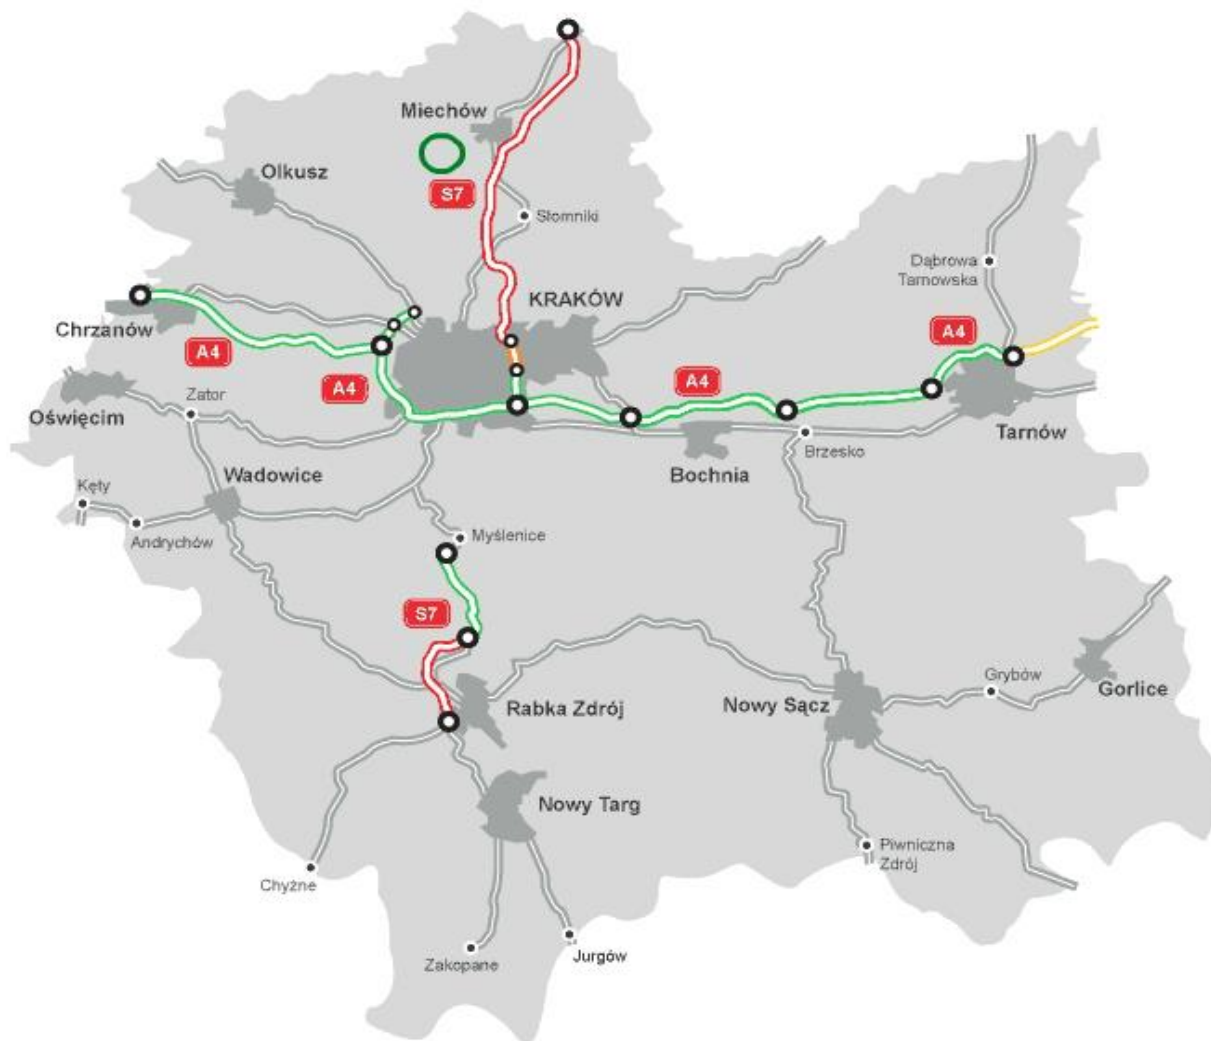 Miechów
Olkusz
S7
Słomniki
Dąbrowa
Tarnowska
KRAKÓW
Chrzanów
A4
A4
A4
A4
Zator
Oświęcim
Tarnów
Brzesko
Bochnia
Wadowice
Kęty
Andrychów
Myślenice
S7
Grybów
Gorlice
Rabka Zdrój
Nowy Sącz
Nowy Targ
Piwniczna
Zdrój
Chyżne
Zakopane
Jurgów